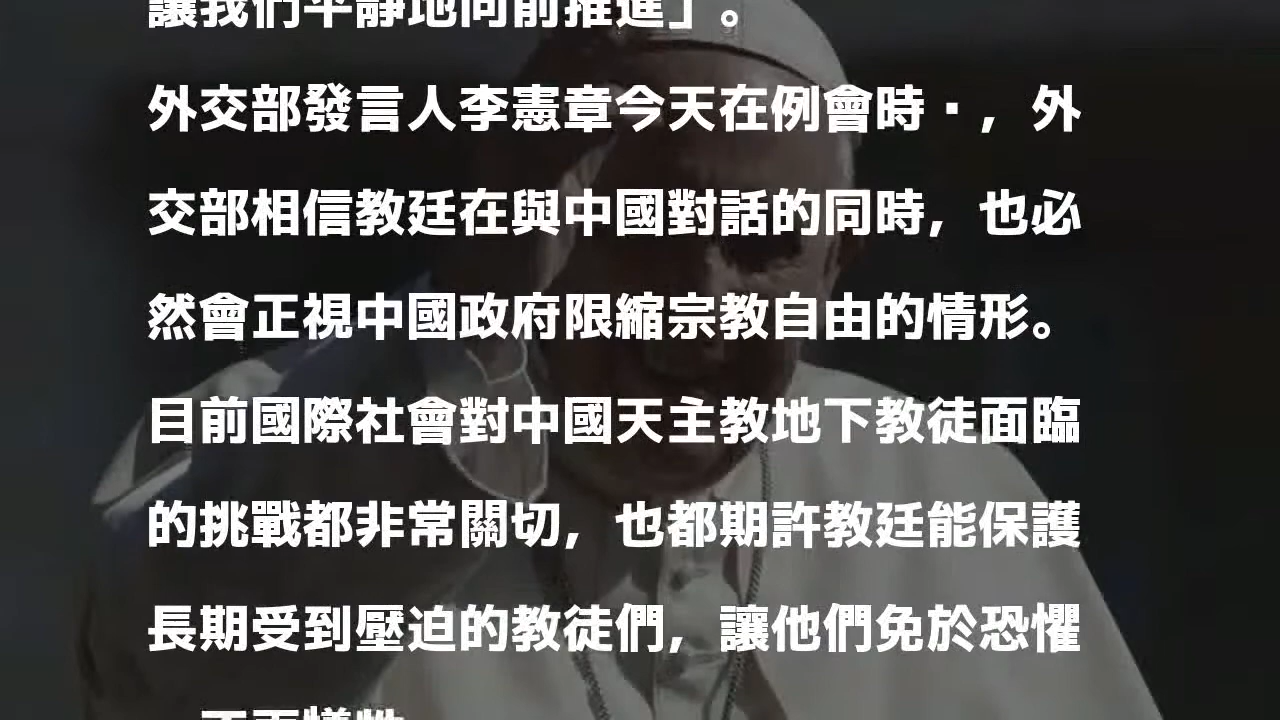 讓我們平靜地向前推進」。
外交部發言人李憲章今天在例會時·，外
交部相信教廷在與中國對話的同時，也必
然會正視中國政府限縮宗教自由的情形。
目前國際社會對中國天主教地下教徒面臨
的挑戰都非常關切，也都期許教廷能保護
長期受到壓迫的教徒們，讓他們免於恐懼